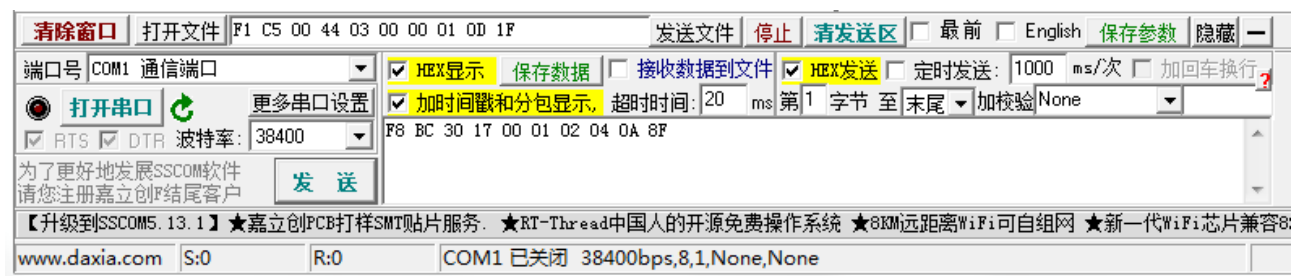 清除窗口 打开文件 F1 C5 00 44 03 00 00 01 0D 1F 发送文件 停止 清发送区 最前 English 保存参数 隐藏 —
端口号 COM1 通信端口 HEX显示 保存数据 接收数据到文件 HEX发送 定时发送: 1000 ms/次 加回车换行 ?
打开串口 更多串口设置 加时间戳和分包显示, 超时时间: 20 ms 第1 字节 至 末尾 加校验 None
RTS DTR 波特率: 38400
F8 BC 30 17 00 01 02 04 0A 8F
为了更好地发展SSCOM软件
请您注册嘉立创F结尾客户
发 送
【升级到SSCOM5.13.1】★嘉立创PCB打样SMT贴片服务. ★RT-Thread中国人的开源免费操作系统 ★8KM远距离WiFi可自组网 ★新一代WiFi芯片兼容82
www.daxia.com S:0 R:0 COM1 已关闭 38400bps,8,1,None,None